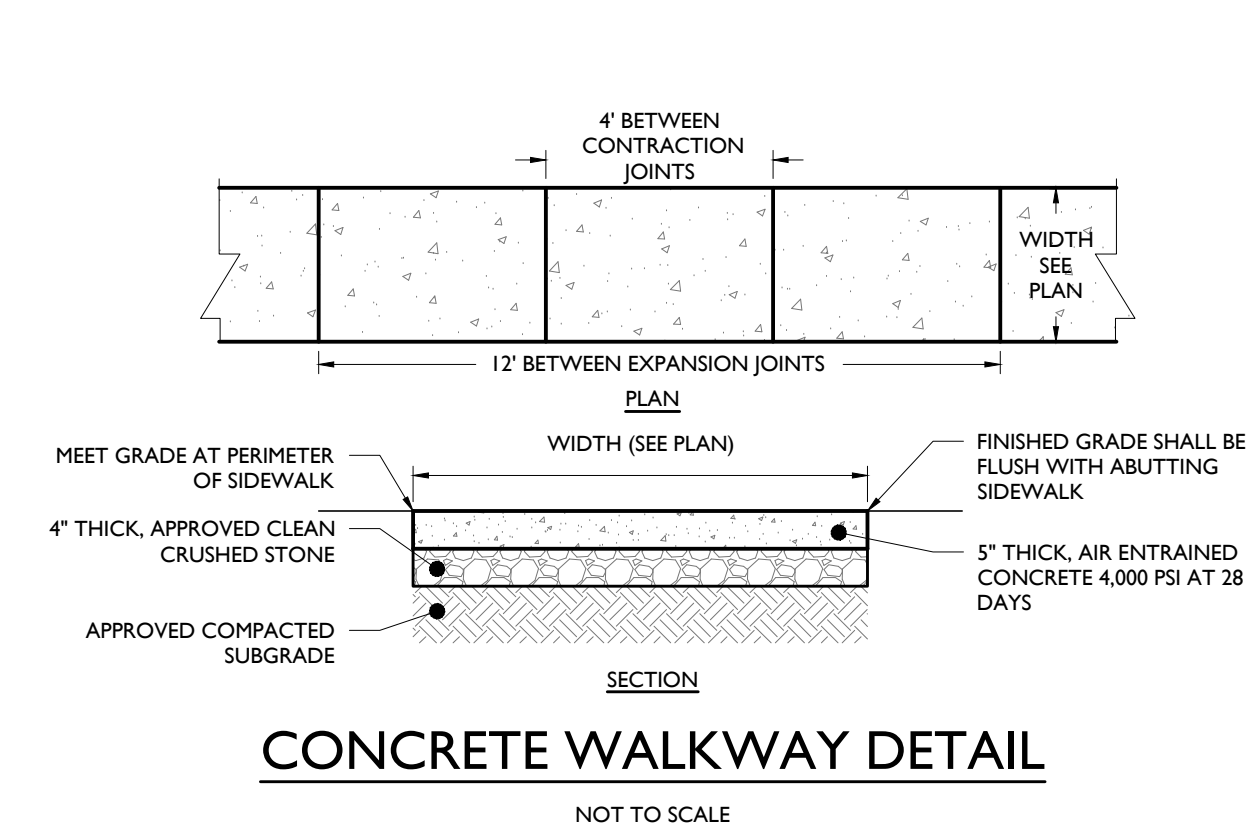 4' BETWEEN
CONTRACTION
JOINTS
WIDTH
SEE
PLAN
12' BETWEEN EXPANSION JOINTS
PLAN
WIDTH (SEE PLAN)
MEET GRADE AT PERIMETER
OF SIDEWALK
FINISHED GRADE SHALL BE
FLUSH WITH ABUTTING
SIDEWALK
4" THICK, APPROVED CLEAN
CRUSHED STONE
5" THICK, AIR ENTRAINED
CONCRETE 4,000 PSI AT 28
DAYS
APPROVED COMPACTED
SUBGRADE
SECTION
CONCRETE WALKWAY DETAIL
NOT TO SCALE